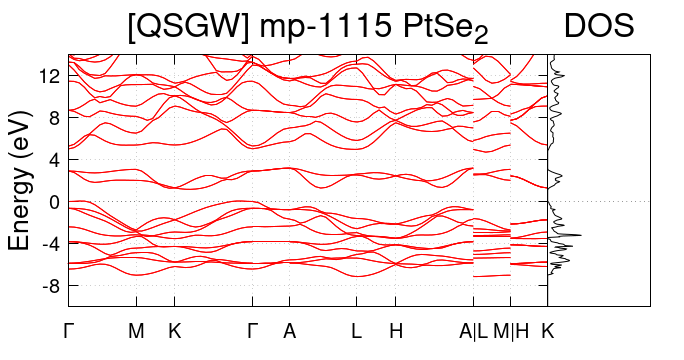 [QSGW] mp-1115 PtSe2 DOS
Energy (eV)
12
8
4
0
-4
-8
Γ M K Γ A L H A|L M|H K